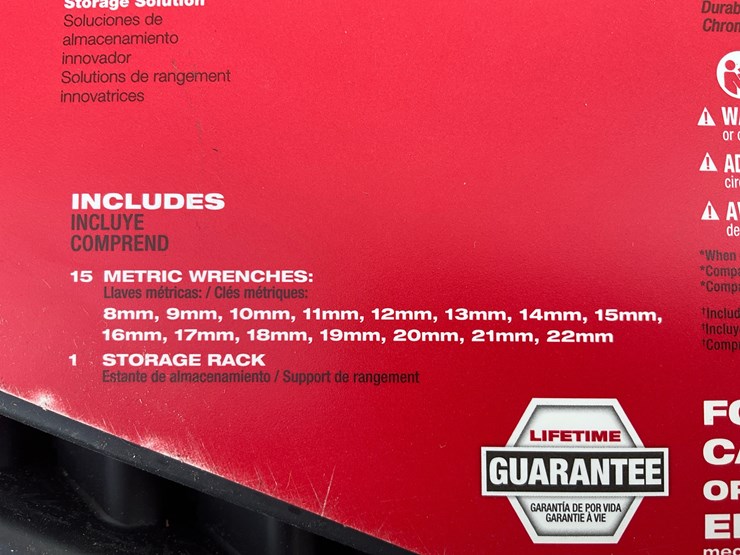 Storage Solution
Soluciones de
almacenamiento
innovador
Solutions de rangement
innovatrices
INCLUDES
INCLUYE
COMPREND
15 METRIC WRENCHES:
Llaves métricas: / Clés métriques:
8mm, 9mm, 10mm, 11mm, 12mm, 13mm, 14mm, 15mm,
16mm, 17mm, 18mm, 19mm, 20mm, 21mm, 22mm
1 STORAGE RACK
Estante de almacenamiento / Support de rangement
LIFETIME
GUARANTEE
GARANTÍA DE POR VIDA
GARANTIE À VIE
*When